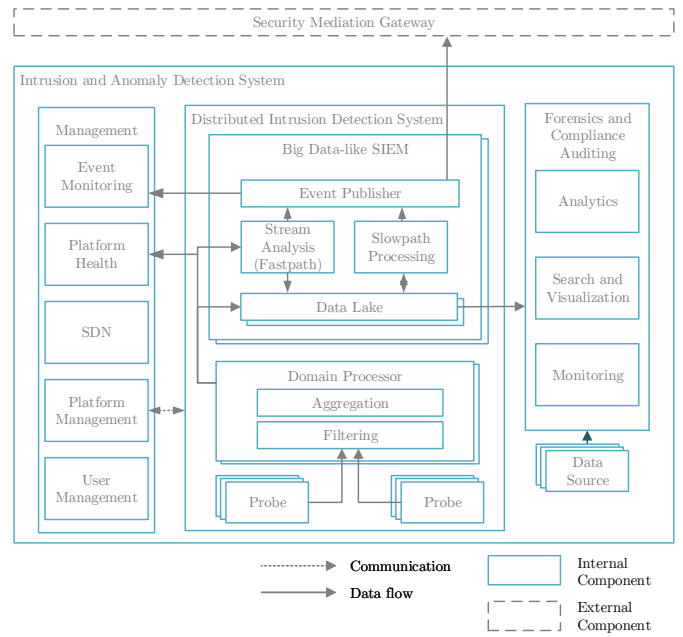 Security Mediation Gateway
Intrusion and Anomaly Detection System
Management
Event
Monitoring
Platform
Health
SDN
Platform
Management
User
Management
Distributed Intrusion Detection System
Big Data-like SIEM
Event Publisher
Stream
Analysis
(Fastpath)
Slowpath
Processing
Data Lake
Domain Processor
Aggregation
Filtering
Probe
Probe
Forensics and
Compliance
Auditing
Analytics
Search and
Visualization
Monitoring
Data
Source
Communication
Data flow
Internal
Component
External
Component